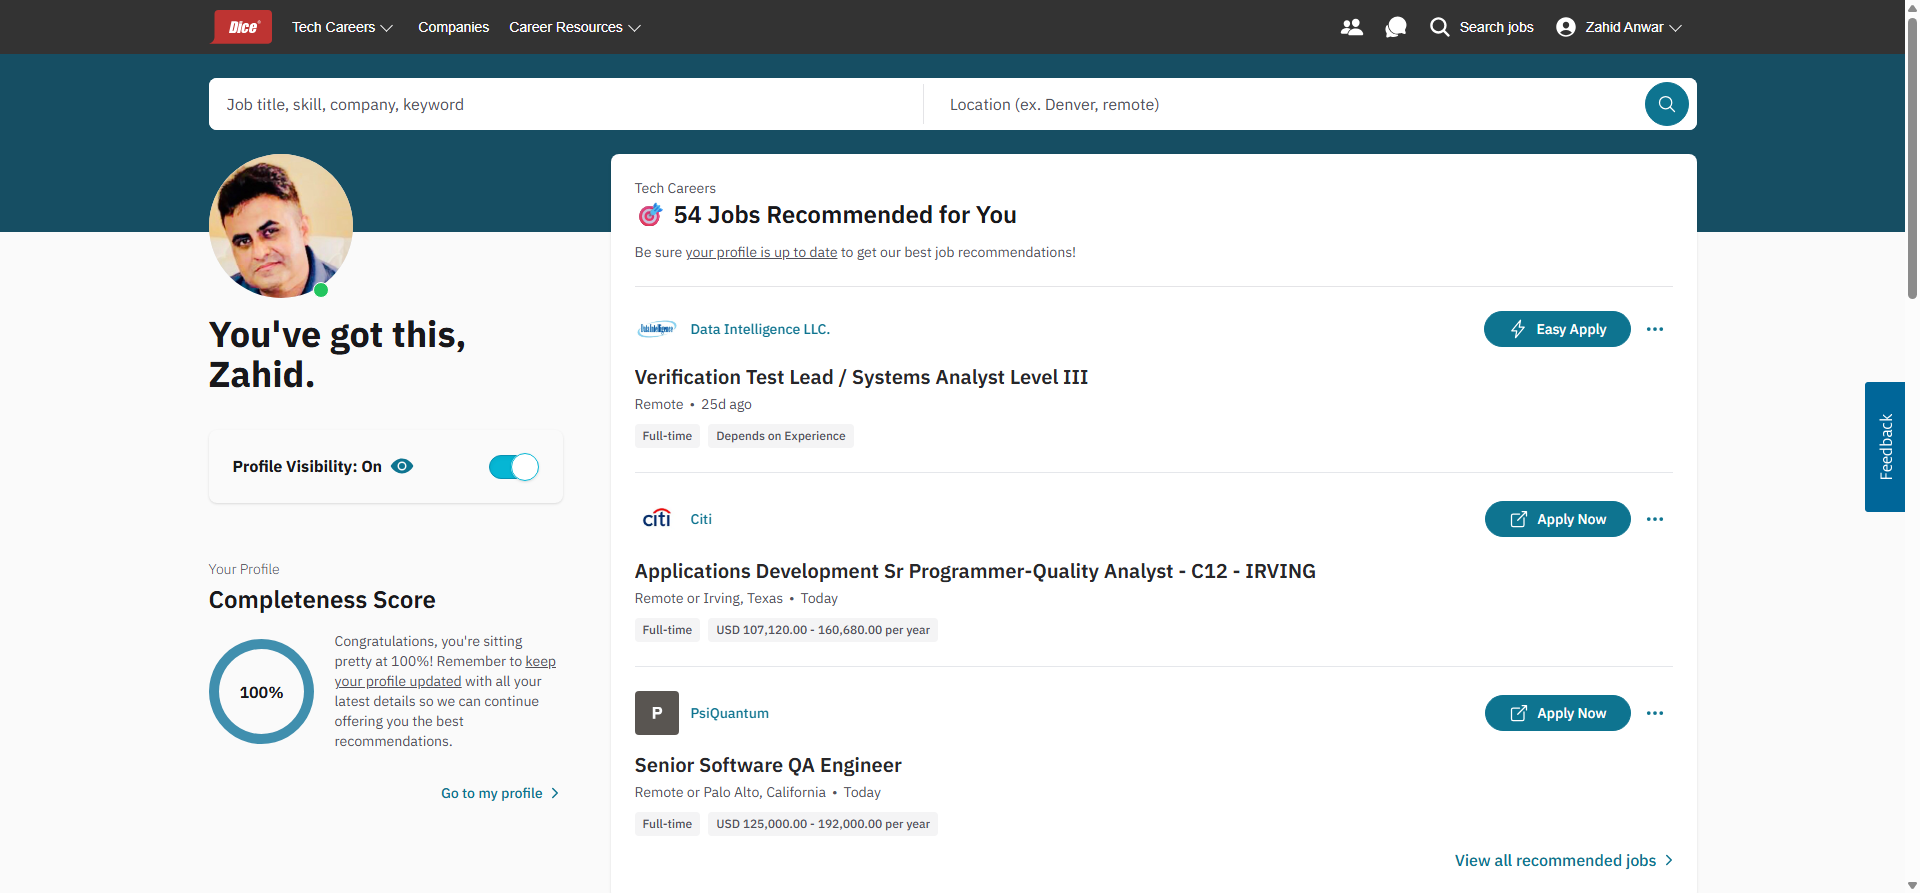 Dice
Tech Careers
Companies
Career Resources
Search jobs
Zahid Anwar
Job title, skill, company, keyword
Location (ex. Denver, remote)
You've got this,
Zahid.
Profile Visibility: On
Your Profile
Completeness Score
100%
Congratulations, you're sitting
pretty at 100%! Remember to keep
your profile updated with all your
latest details so we can continue
offering you the best
recommendations.
Go to my profile
Tech Careers
54 Jobs Recommended for You
Be sure your profile is up to date to get our best job recommendations!
Data Intelligence
Data Intelligence LLC.
Easy Apply
Verification Test Lead / Systems Analyst Level III
Remote • 25d ago
Full-time
Depends on Experience
citi
Citi
Apply Now
Applications Development Sr Programmer-Quality Analyst - C12 - IRVING
Remote or Irving, Texas • Today
Full-time
USD 107,120.00 - 160,680.00 per year
P
PsiQuantum
Apply Now
Senior Software QA Engineer
Remote or Palo Alto, California • Today
Full-time
USD 125,000.00 - 192,000.00 per year
View all recommended jobs
Feedback